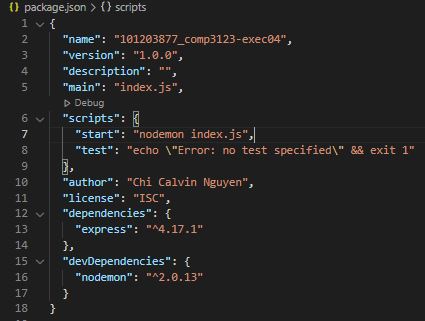 package.json > scripts
1 {
2 "name": "101203877_comp3123-exec04",
3 "version": "1.0.0",
4 "description": "",
5 "main": "index.js",
Debug
6 "scripts": {
7 "start": "nodemon index.js",
8 "test": "echo \"Error: no test specified\" && exit 1"
9 },
10 "author": "Chi Calvin Nguyen",
11 "license": "ISC",
12 "dependencies": {
13 "express": "^4.17.1"
14 },
15 "devDependencies": {
16 "nodemon": "^2.0.13"
17 }
18 }